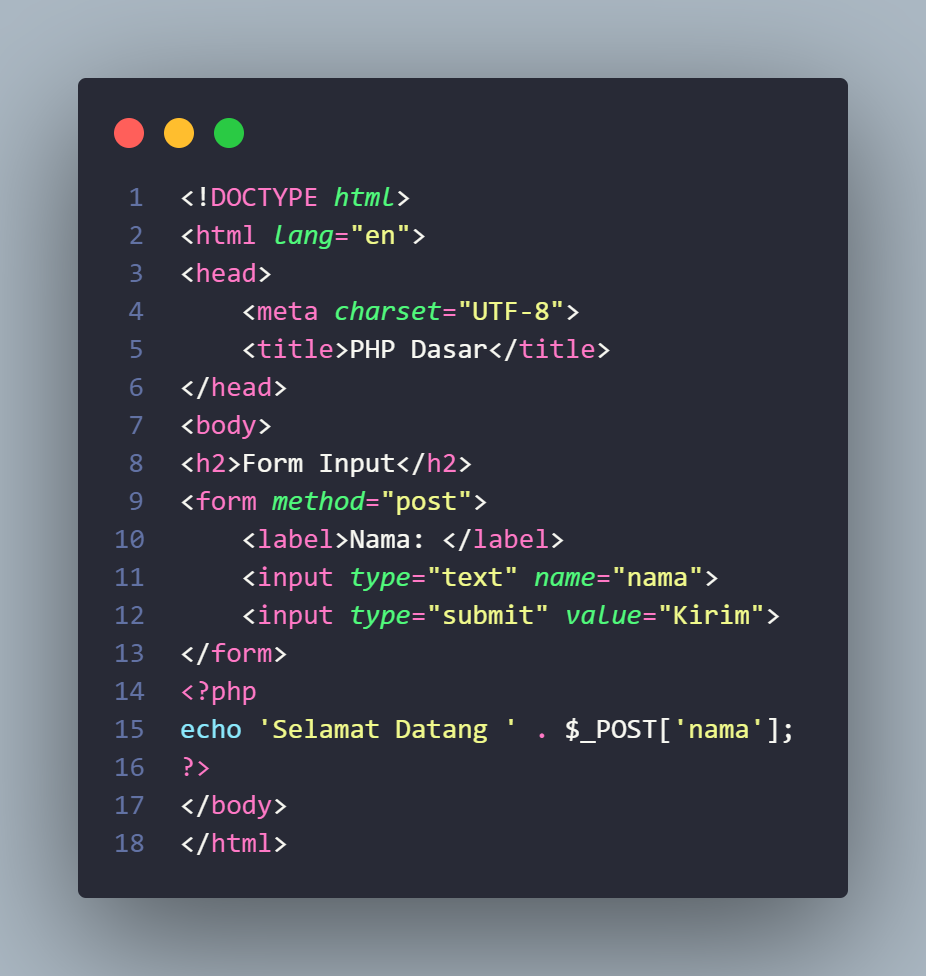 1 <!DOCTYPE html>
2 <html lang="en">
3 <head>
4     <meta charset="UTF-8">
5     <title>PHP Dasar</title>
6 </head>
7 <body>
8 <h2>Form Input</h2>
9 <form method="post">
10     <label>Nama: </label>
11     <input type="text" name="nama">
12     <input type="submit" value="Kirim">
13 </form>
14 <?php
15 echo 'Selamat Datang ' . $_POST['nama'];
16 ?>
17 </body>
18 </html>